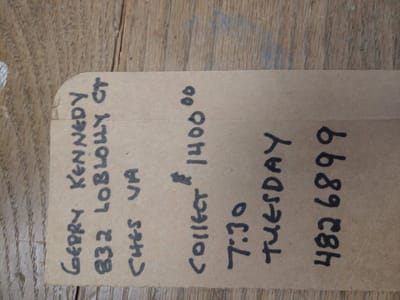 GERRY KENNEDY
832 LOBLOLLY CT
CHES VA
COLLECT $ 1400 00
7:30
TUESDAY
4826899